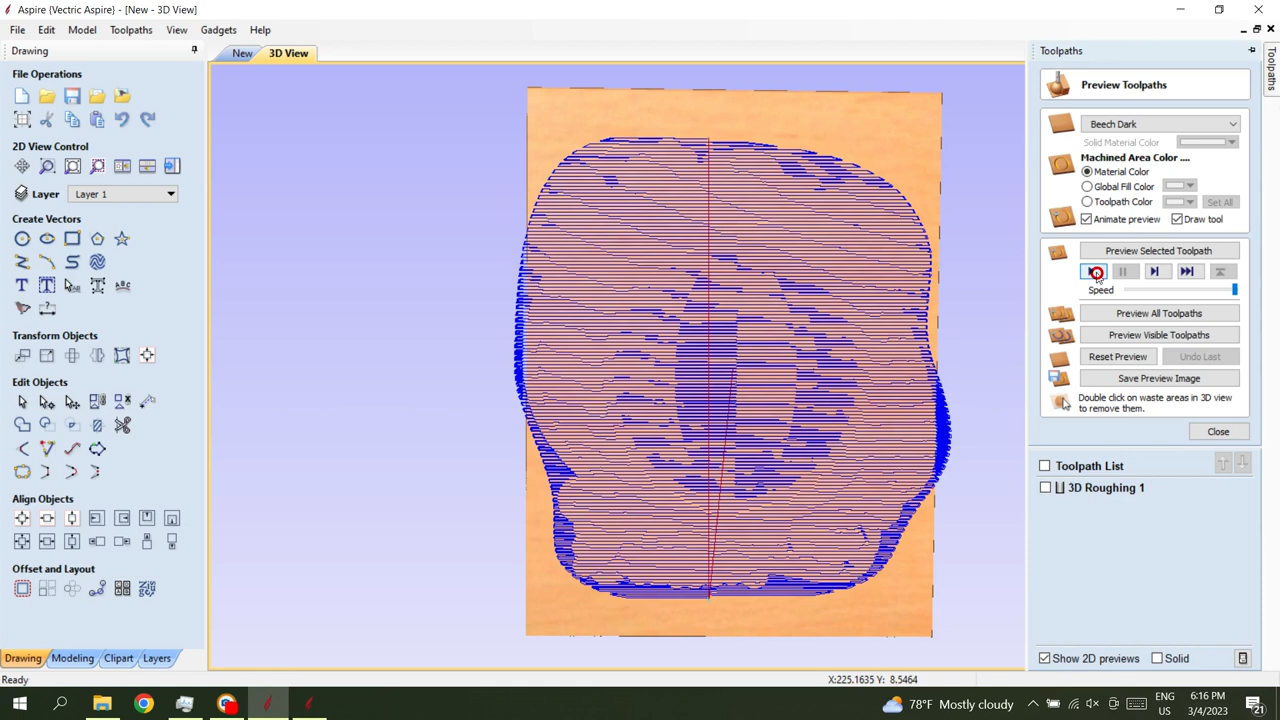 Aspire {Vectric Aspire} - [New - 3D View]
File Edit Model Toolpaths View Gadgets Help
Drawing
File Operations
2D View Control
Layer Layer 1
Create Vectors
Transform Objects
Edit Objects
Align Objects
Offset and Layout
Drawing Modeling Clipart Layers
Ready
New 3D View
X:225.1635 Y: 8.5464
Toolpaths
Toolpaths
Preview Toolpaths
Beech Dark
Solid Material Color
Machined Area Color ....
Material Color
Global Fill Color
Toolpath Color Set All
Animate preview Draw tool
Preview Selected Toolpath
Speed
Preview All Toolpaths
Preview Visible Toolpaths
Reset Preview Undo Last
Save Preview Image
Double click on waste areas in 3D view
to remove them.
Close
Toolpath List
3D Roughing 1
Show 2D previews Solid
78°F Mostly cloudy
ENG
US
6:16 PM
3/4/2023
21